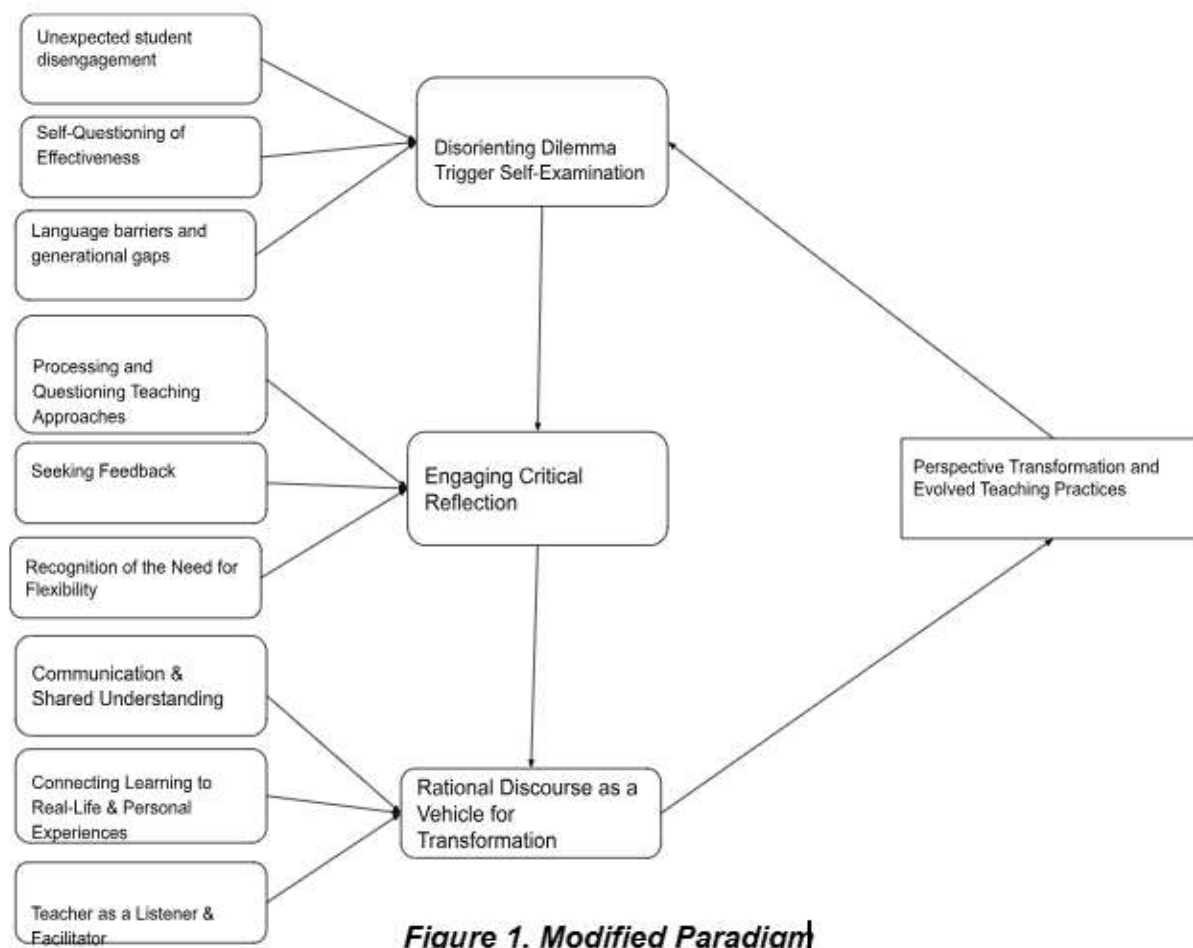 Unexpected student
disengagement
Self-Questioning of
Effectiveness
Language barriers and
generational gaps
Disorienting Dilemma
Trigger Self-Examination
Processing and
Questioning Teaching
Approaches
Seeking Feedback
Recognition of the Need for
Flexibility
Engaging Critical
Reflection
Perspective Transformation and
Evolved Teaching Practices
Communication &
Shared Understanding
Connecting Learning to
Real-Life & Personal
Experiences
Teacher as a Listener &
Facilitator
Rational Discourse as a
Vehicle for
Transformation
Figure 1. Modified Paradigm